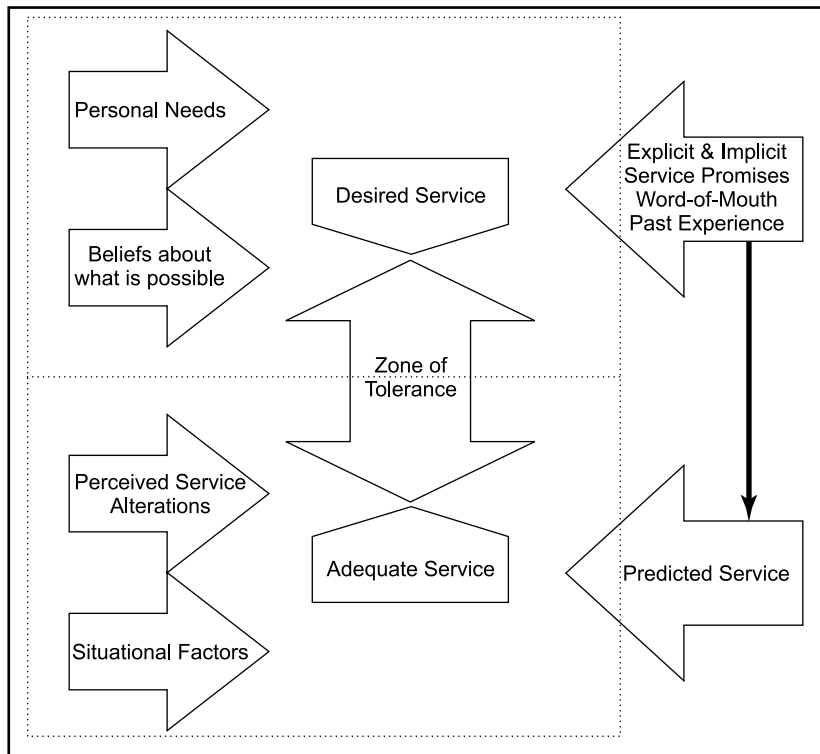 Personal Needs
Beliefs about
what is possible
Desired Service
Explicit & Implicit
Service Promises
Word-of-Mouth
Past Experience
Zone of
Tolerance
Perceived Service
Alterations
Situational Factors
Adequate Service
Predicted Service